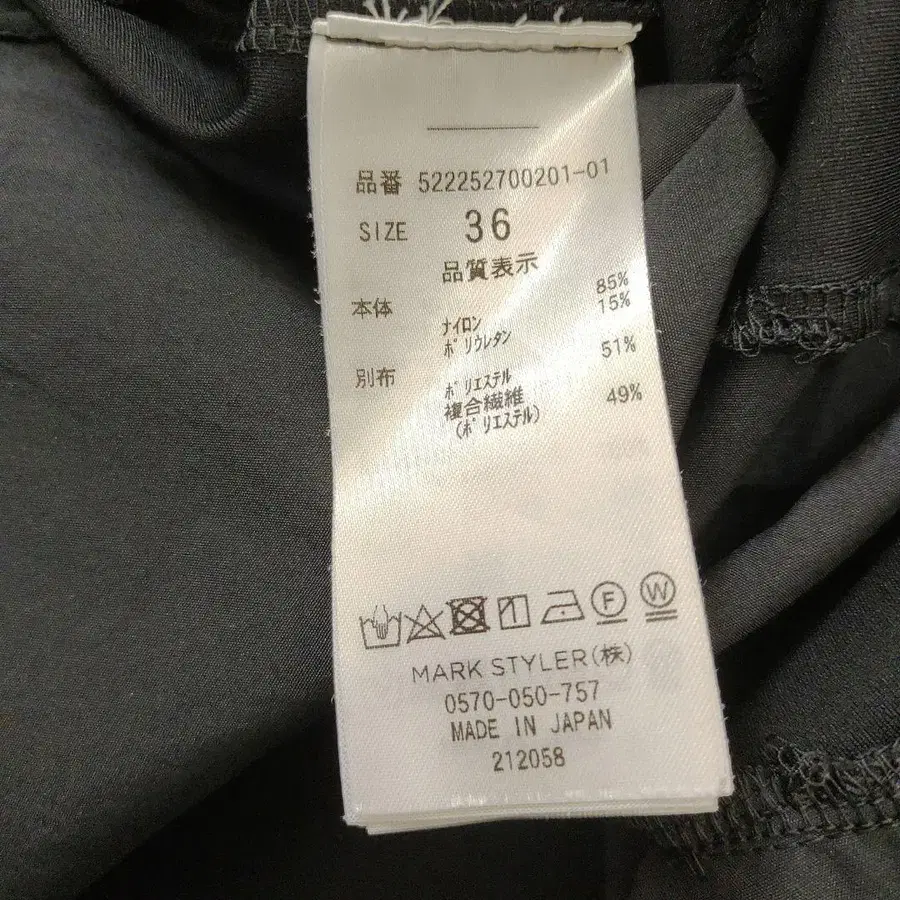 品番 522252700201-01
SIZE 36
品質表示
本体 ナイロン 85%
ポリウレタン 15%
別布 ポリエステル 51%
複合繊維
(ポリエステル) 49%
F W
MARK STYLER(株)
0570-050-757
MADE IN JAPAN
212058